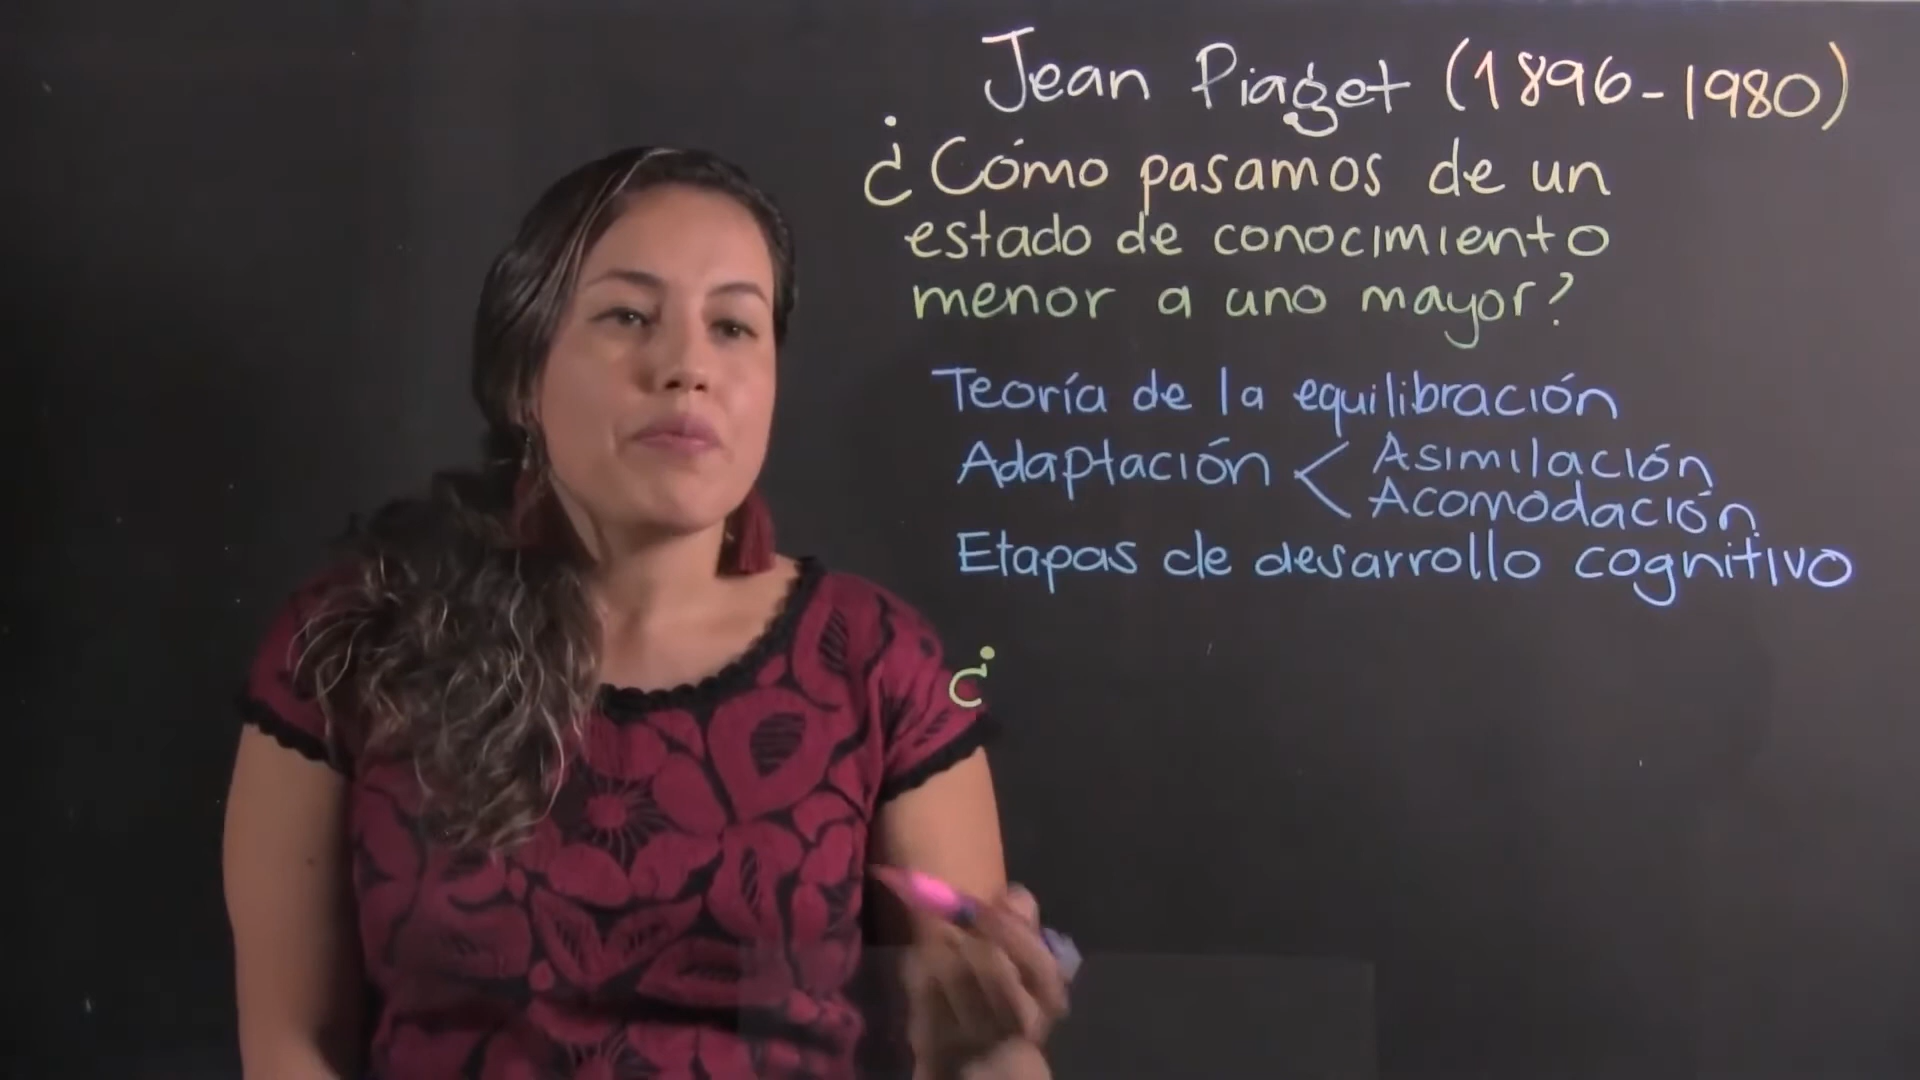 Jean Piaget (1896-1980)
¿Cómo pasamos de un
estado de conocimiento
menor a uno mayor?
Teoría de la equilibración
Adaptación < Asimilación
Acomodación
Etapas de desarrollo cognitivo
¿